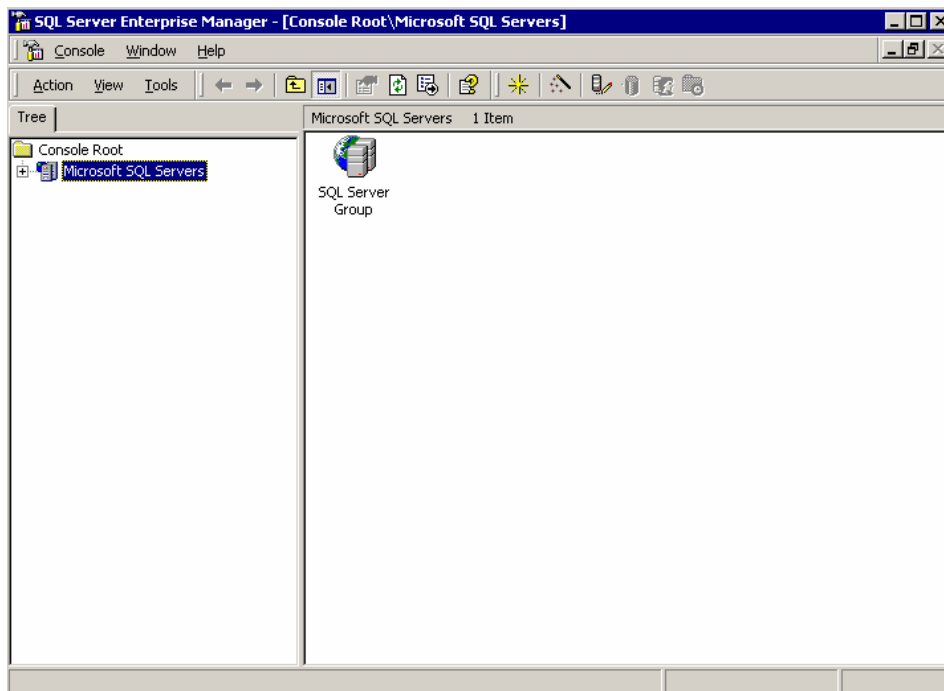 SQL Server Enterprise Manager - [Console Root\Microsoft SQL Servers]
Console Window Help
Action View Tools
Tree
Microsoft SQL Servers 1 Item
Console Root
Microsoft SQL Servers
SQL Server
Group